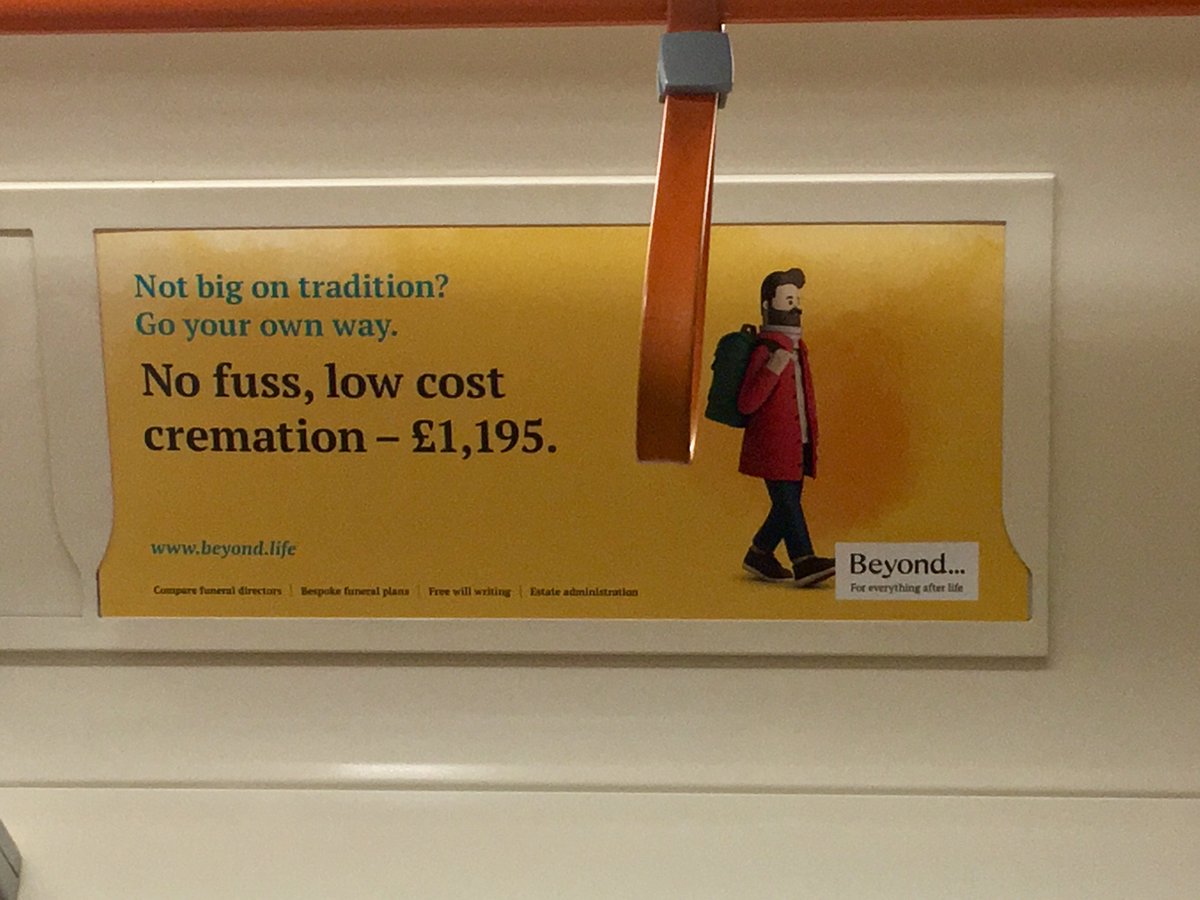 Not big on tradition?
Go your own way.
No fuss, low cost
cremation – £1,195.
www.beyond.life
Compare funeral directors | Bespoke funeral plans | Free will writing | Estate administration
Beyond...
For everything after life